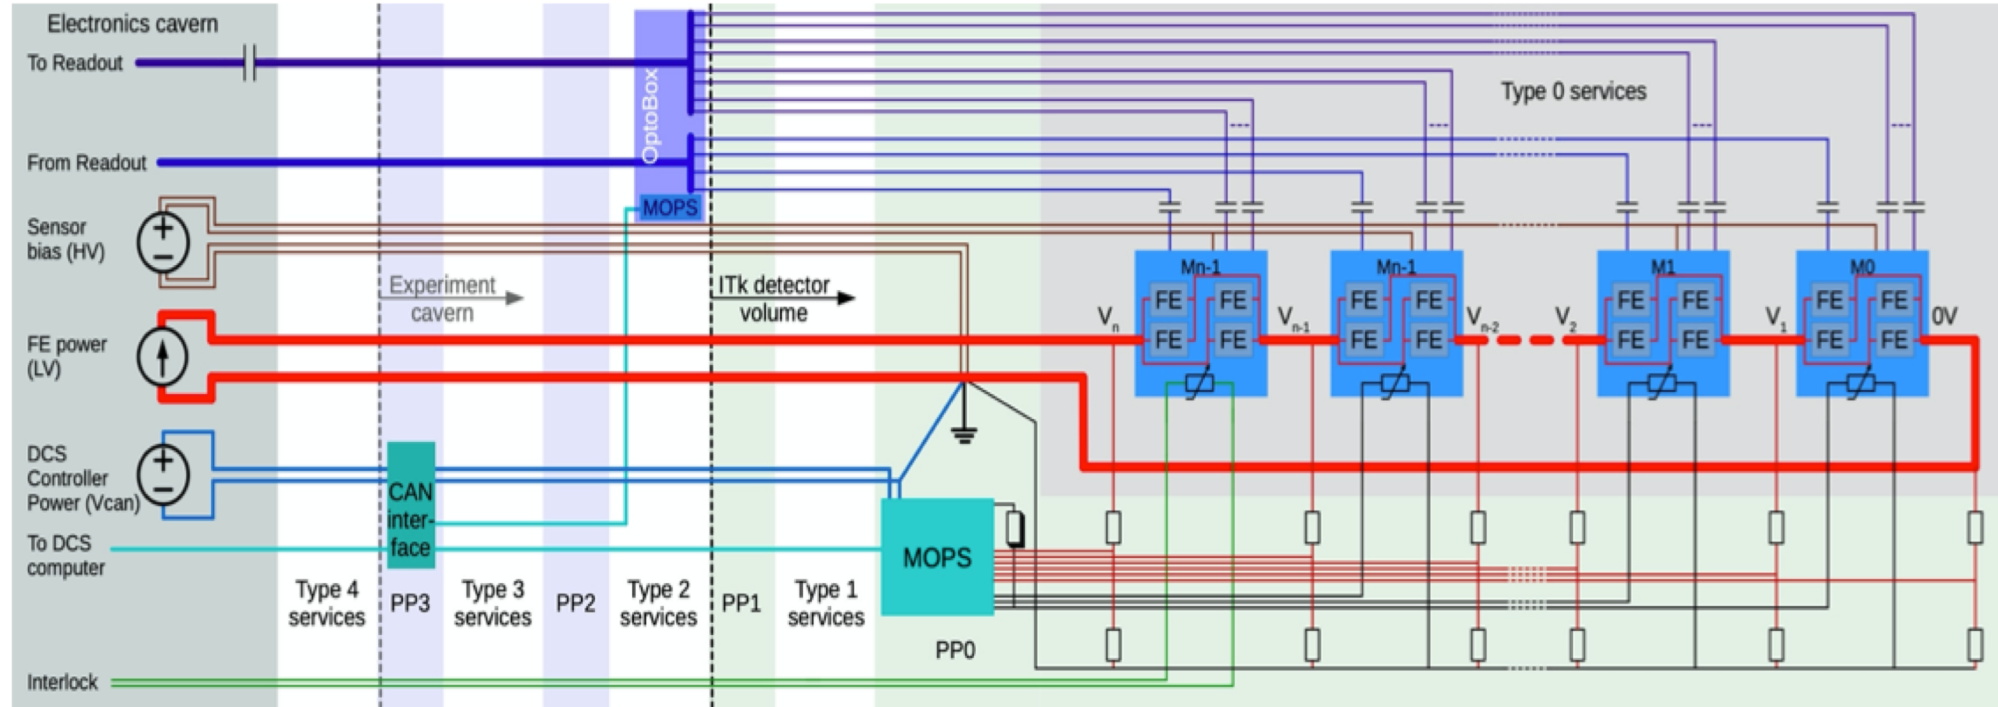 Electronics cavern
To Readout
OptoBox
Type 0 services
From Readout
MOPS
Sensor
bias (HV)
Mn-1
Mn-1
M1
M0
Experiment
cavern
ITk detector
volume
FE FE
FE FE
FE FE
FE FE
FE FE
FE FE
FE FE
FE FE
Vn
Vn-1
Vn-2
V2
V1
0V
FE power
(LV)
DCS
Controller
Power (Vcan)
CAN
inter-
face
To DCS
computer
MOPS
Type 4
services
PP3
Type 3
services
PP2
Type 2
services
PP1
Type 1
services
PP0
Interlock